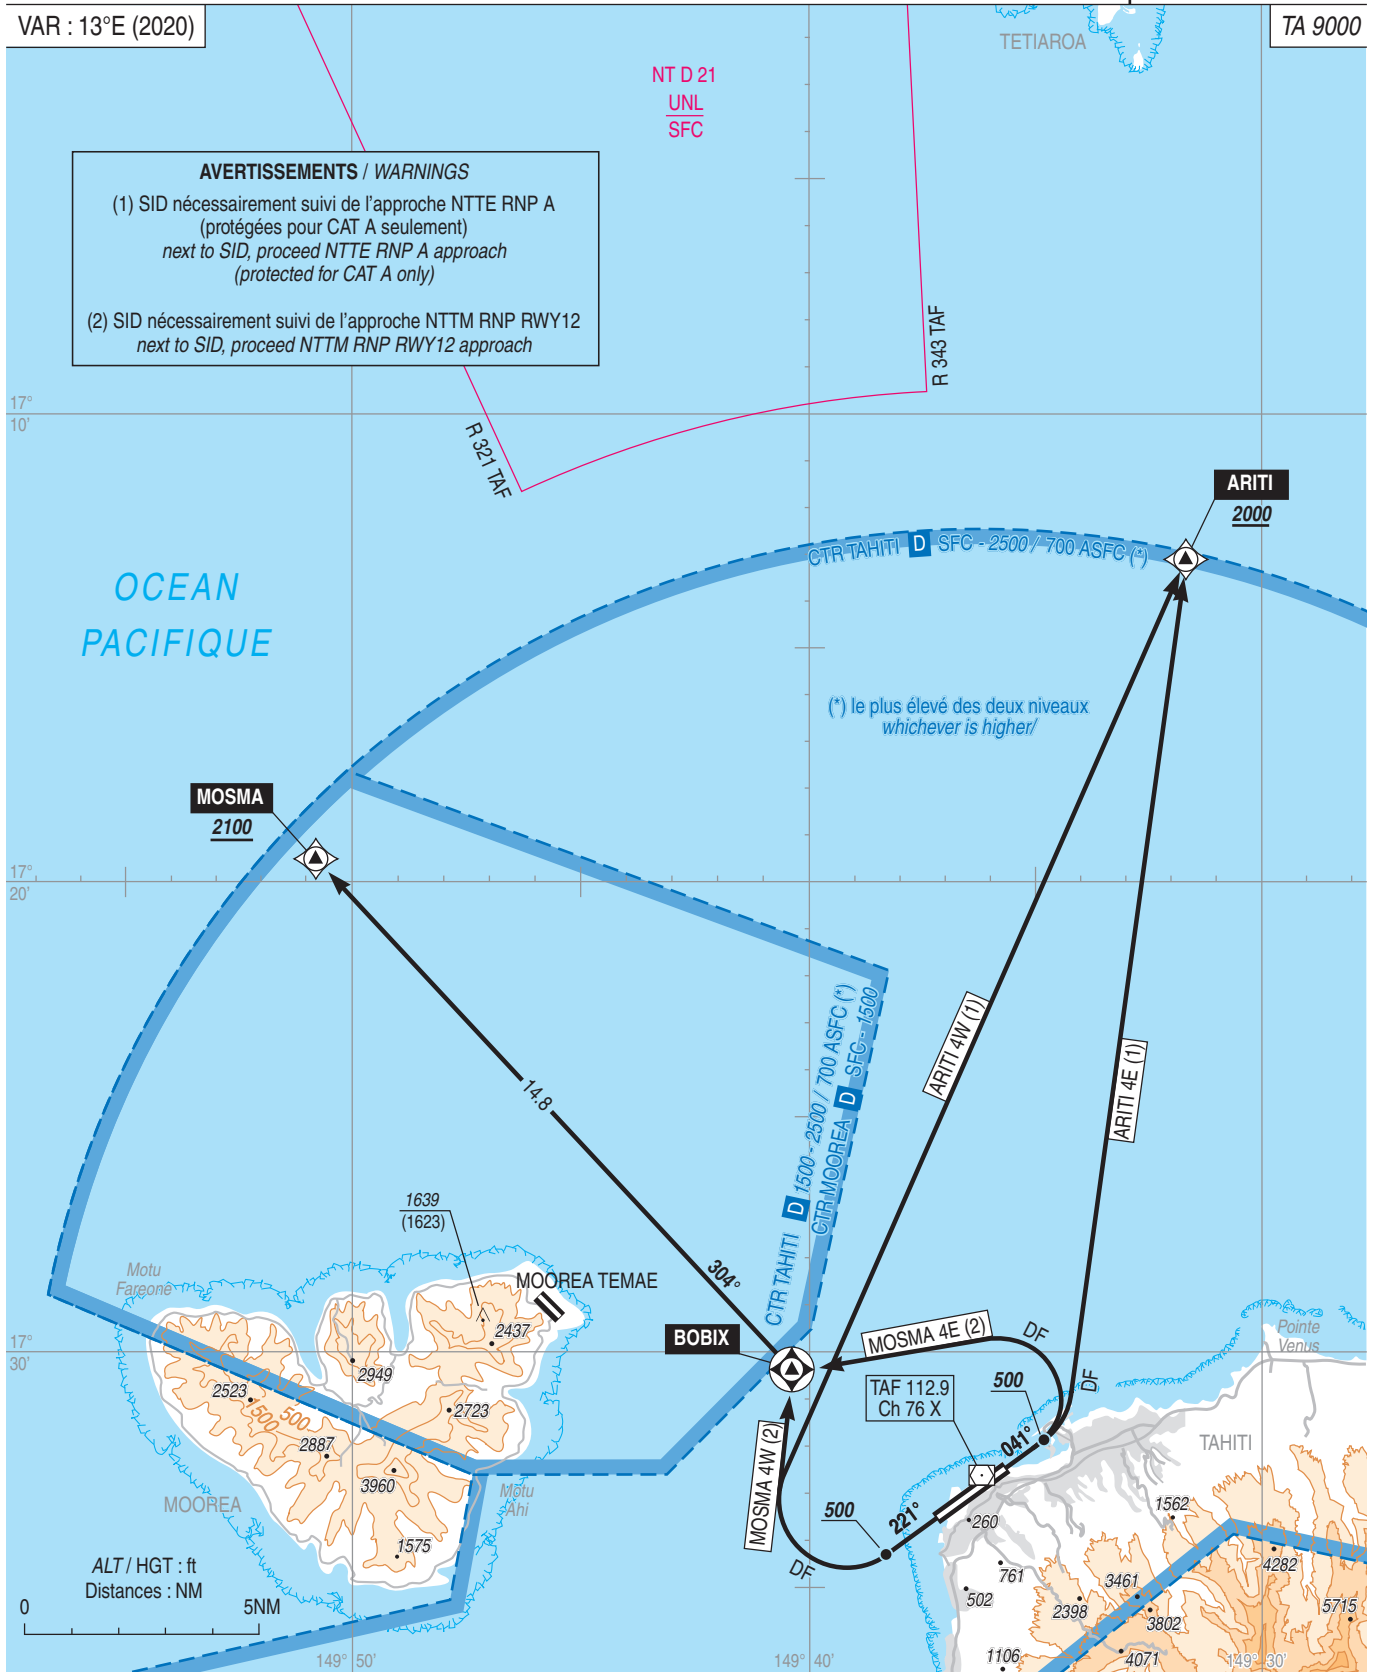 VAR : 13°E (2020)
TA 9000
TETIAROA
NT D 21
UNL
SFC
AVERTISSEMENTS / WARNINGS
(1) SID nécessairement suivi de l'approche NTTE RNP A
(protégées pour CAT A seulement)
next to SID, proceed NTTE RNP A approach
(protected for CAT A only)
(2) SID nécessairement suivi de l'approche NTTM RNP RWY12
next to SID, proceed NTTM RNP RWY12 approach
R 343 TAF
R 321 TAF
17°
10'
ARITI
2000
CTR TAHITI D SFC - 2500 / 700 ASFC (*)
OCEAN
PACIFIQUE
(*) le plus élevé des deux niveaux
whichever is higher/
MOSMA
2100
17°
20'
14.8
304°
ARITI 4W (1)
ARITI 4E (1)
CTR TAHITI D 1500 - 2500 / 700 ASFC (*)
CTR MOOREA D SFC - 1500
1639
(1623)
MOOREA TEMAE
Motu
Fareone
2437
2949
2523
1500
500
2723
2887
3960
1575
MOOREA
Motu
Ahi
17°
30'
BOBIX
MOSMA 4E (2)
DF
DF
TAF 112.9
Ch 76 X
500
041°
Pointe
Venus
TAHITI
MOSMA 4W (2)
500
221°
DF
260
761
502
1562
4282
3461
2398
3802
5715
4071
1106
ALT / HGT : ft
Distances : NM
0
5NM
149° 50'
149° 40'
149° 30'